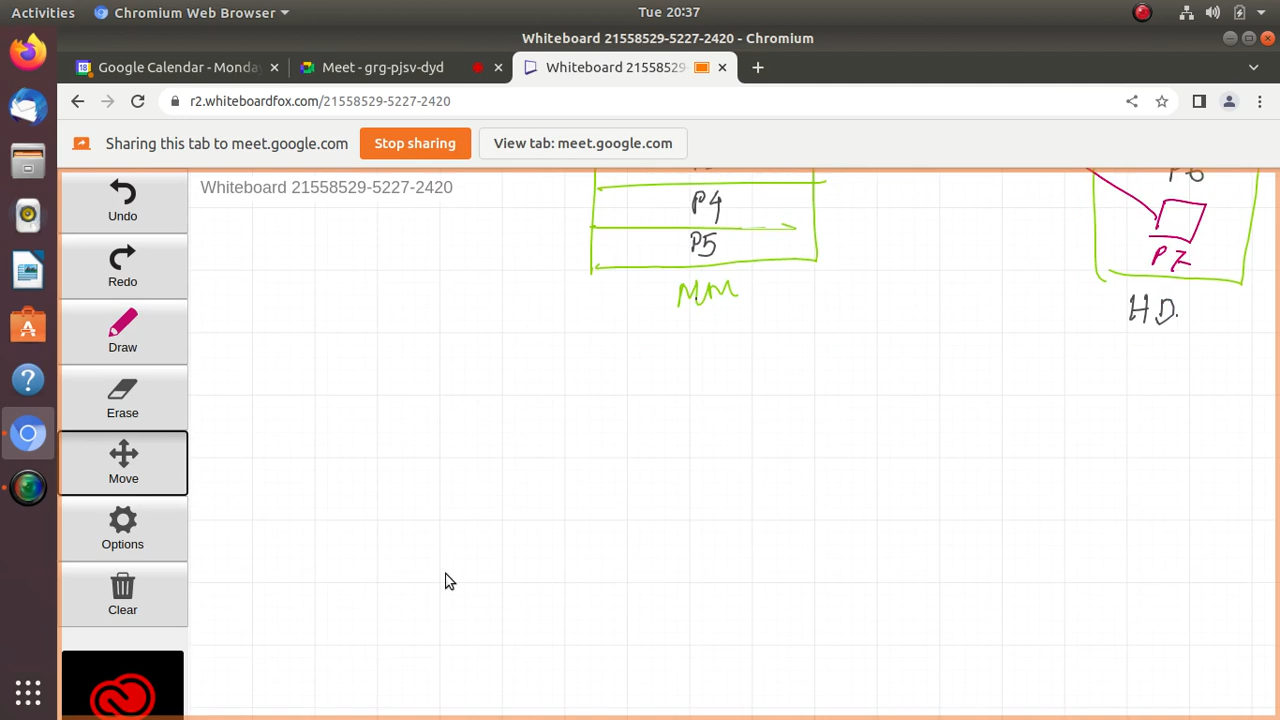 Activities Chromium Web Browser Tue 20:37
Whiteboard 21558529-5227-2420 - Chromium
Google Calendar - Monda Meet - grg-pjsv-dyd Whiteboard 21558529-
r2.whiteboardfox.com/21558529-5227-2420
Sharing this tab to meet.google.com Stop sharing View tab: meet.google.com
Whiteboard 21558529-5227-2420
P6
P4
P5
P7
MM
H D.
Undo
Redo
Draw
Erase
Move
Options
Clear